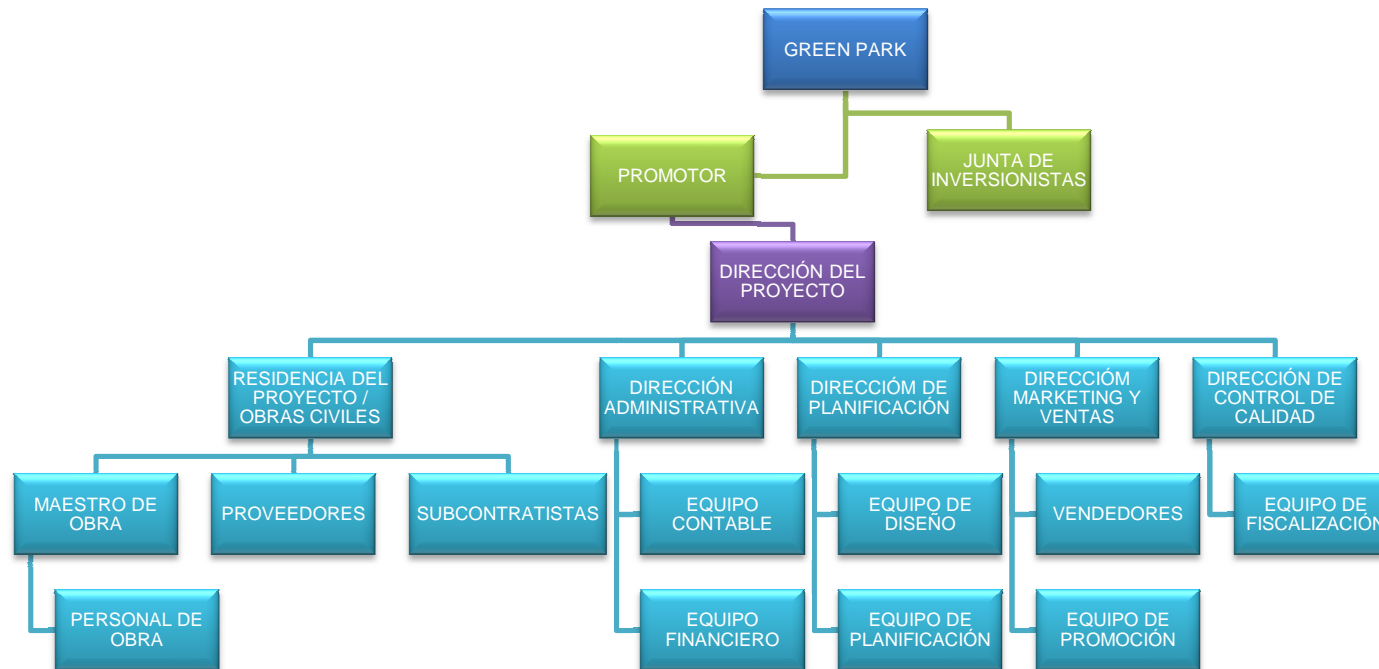 GREEN PARK
PROMOTOR
JUNTA DE
INVERSIONISTAS
DIRECCIÓN DEL
PROYECTO
RESIDENCIA DEL
PROYECTO /
OBRAS CIVILES
DIRECCIÓN
ADMINISTRATIVA
DIRECCIÓM DE
PLANIFICACIÓN
DIRECCIÓM
MARKETING Y
VENTAS
DIRECCIÓN DE
CONTROL DE
CALIDAD
MAESTRO DE
OBRA
PROVEEDORES
SUBCONTRATISTAS
EQUIPO
CONTABLE
EQUIPO DE
DISEÑO
VENDEDORES
EQUIPO DE
FISCALIZACIÓN
PERSONAL DE
OBRA
EQUIPO
FINANCIERO
EQUIPO DE
PLANIFICACIÓN
EQUIPO DE
PROMOCIÓN